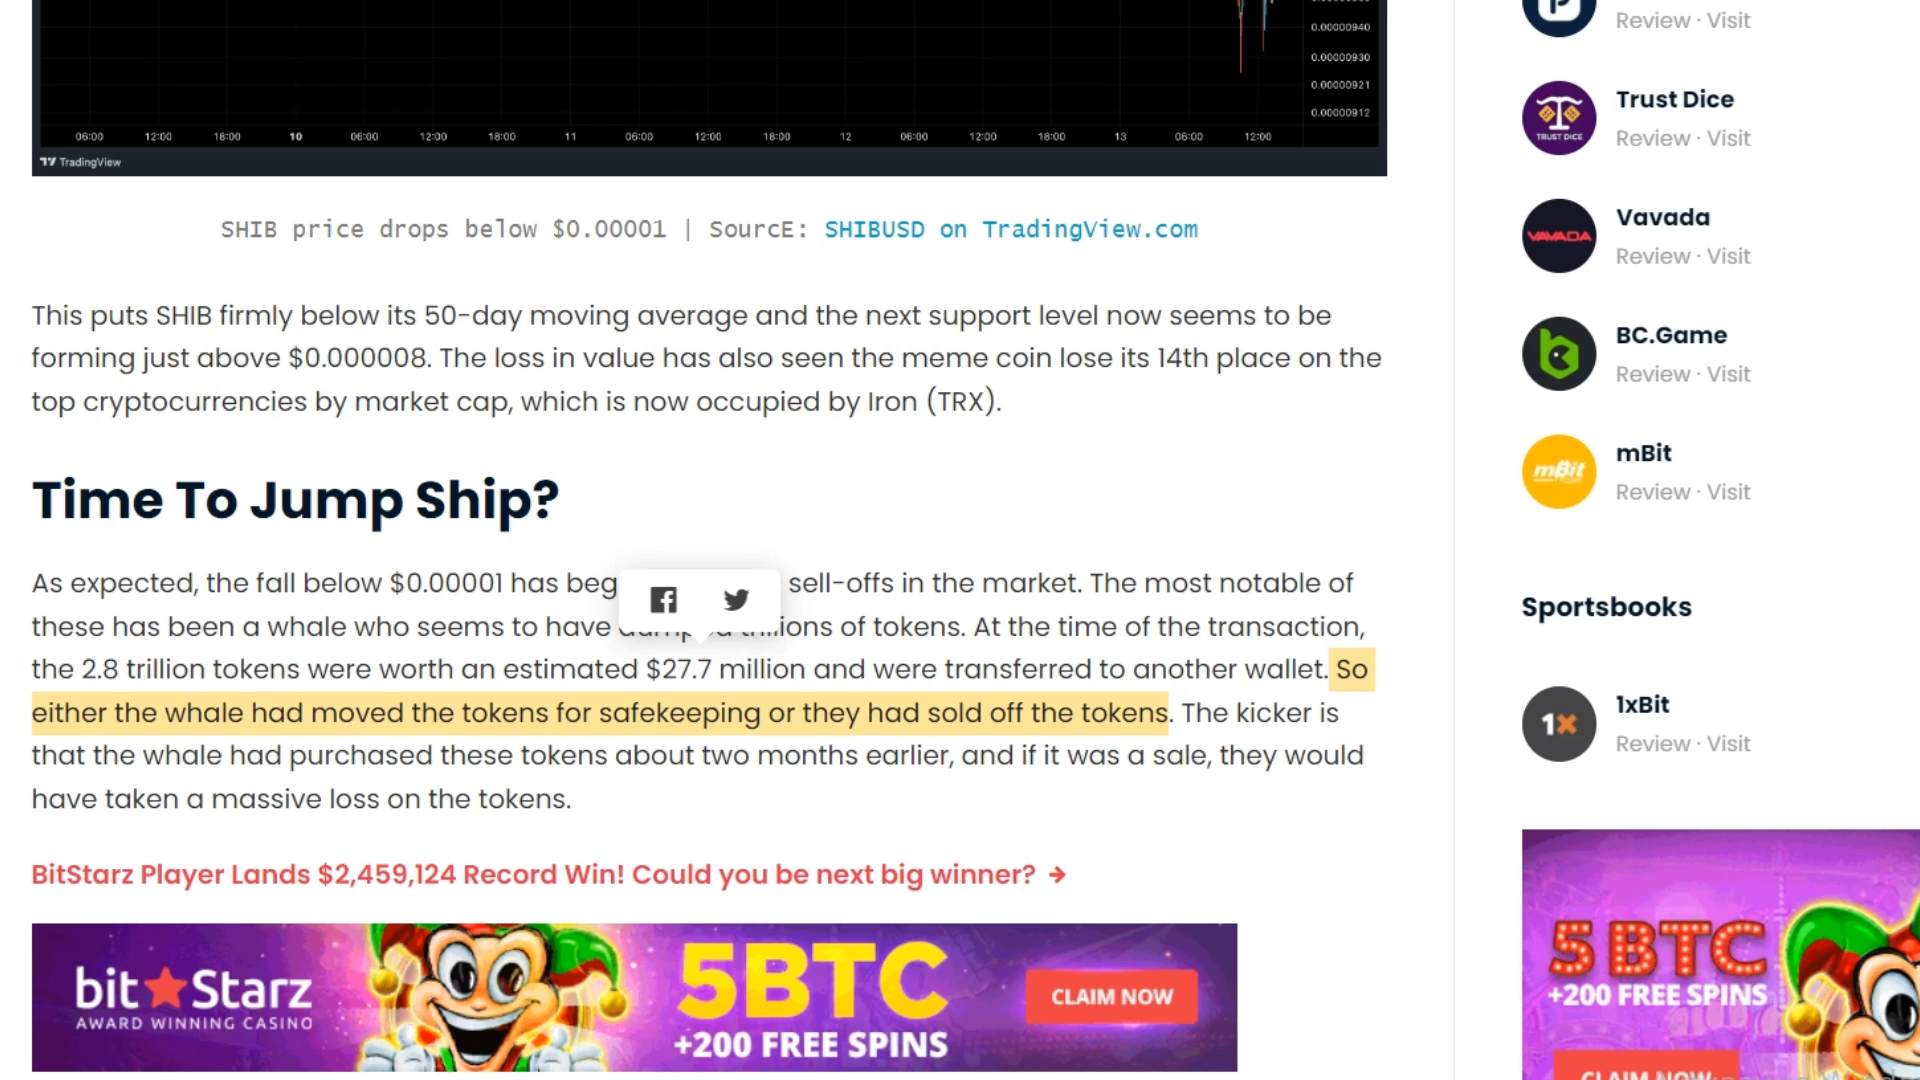 0.00000940
0.00000930
0.00000921
0.00000912
06:00 12:00 18:00 10 06:00 12:00 18:00 11 06:00 12:00 18:00 12 06:00 12:00 18:00 13 06:00 12:00
TradingView
SHIB price drops below $0.00001 | SourcE: SHIBUSD on TradingView.com
This puts SHIB firmly below its 50-day moving average and the next support level now seems to be
forming just above $0.000008. The loss in value has also seen the meme coin lose its 14th place on the
top cryptocurrencies by market cap, which is now occupied by Iron (TRX).
Time To Jump Ship?
As expected, the fall below $0.00001 has beg sell-offs in the market. The most notable of
these has been a whale who seems to have of tokens. At the time of the transaction,
the 2.8 trillion tokens were worth an estimated $27.7 million and were transferred to another wallet. So
either the whale had moved the tokens for safekeeping or they had sold off the tokens. The kicker is
that the whale had purchased these tokens about two months earlier, and if it was a sale, they would
have taken a massive loss on the tokens.
BitStarz Player Lands $2,459,124 Record Win! Could you be next big winner? →
bit Starz
AWARD WINNING CASINO
5BTC
+200 FREE SPINS
CLAIM NOW
Review · Visit
TRUST DICE
Trust Dice
Review · Visit
VAVADA
Vavada
Review · Visit
BC.Game
Review · Visit
mBit
mBit
Review · Visit
Sportsbooks
1x
1xBit
Review · Visit
5 BTC
+200 FREE SPINS
CLAIM NOW